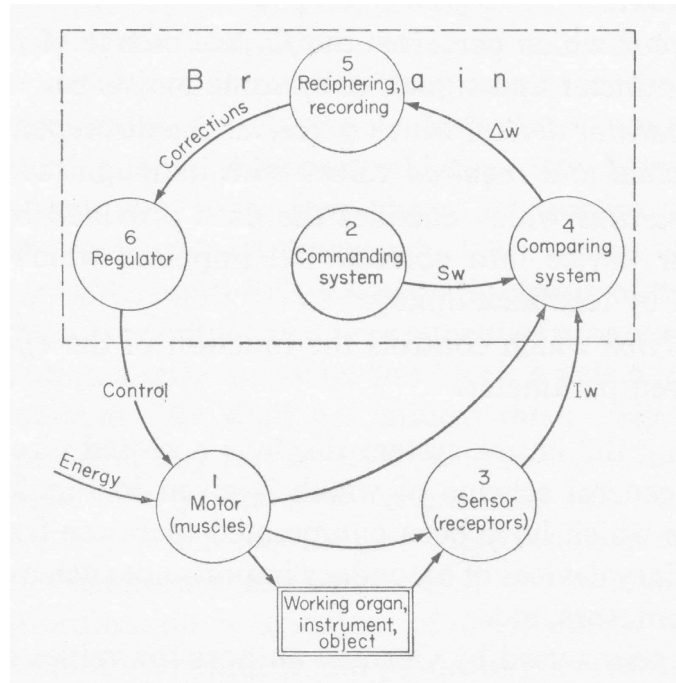 Brain
5
Reciphering,
recording
Corrections
Δw
6
Regulator
2
Commanding
system
4
Comparing
system
Sw
Control
Iw
Energy
1
Motor
(muscles)
3
Sensor
(receptors)
Working organ,
instrument,
object